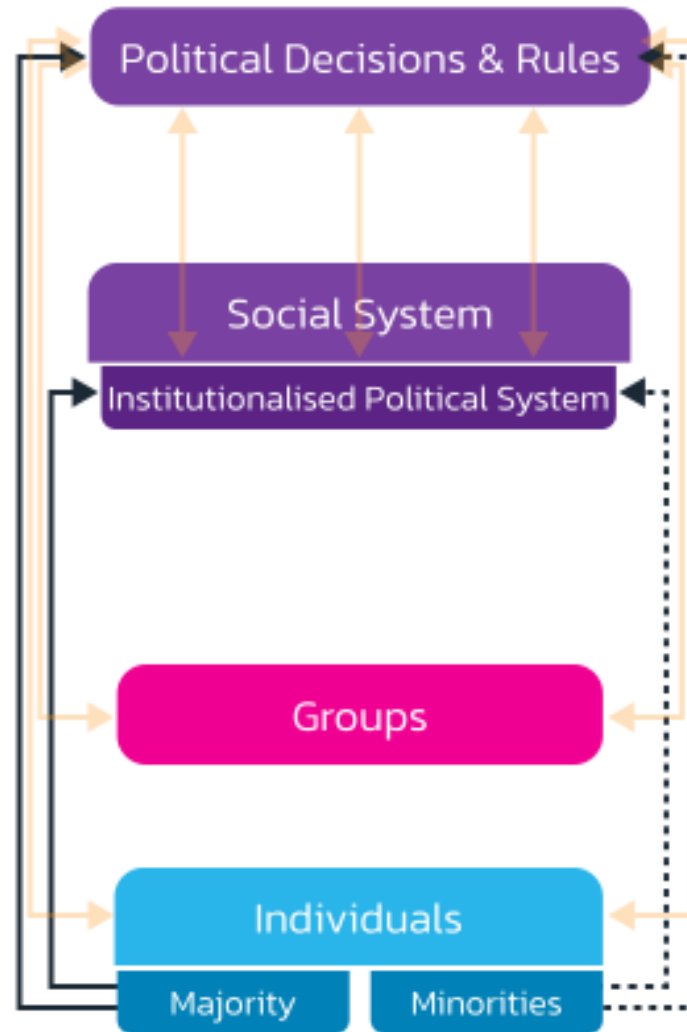 Political Decisions & Rules
Social System
Institutionalised Political System
Groups
Individuals
Majority
Minorities